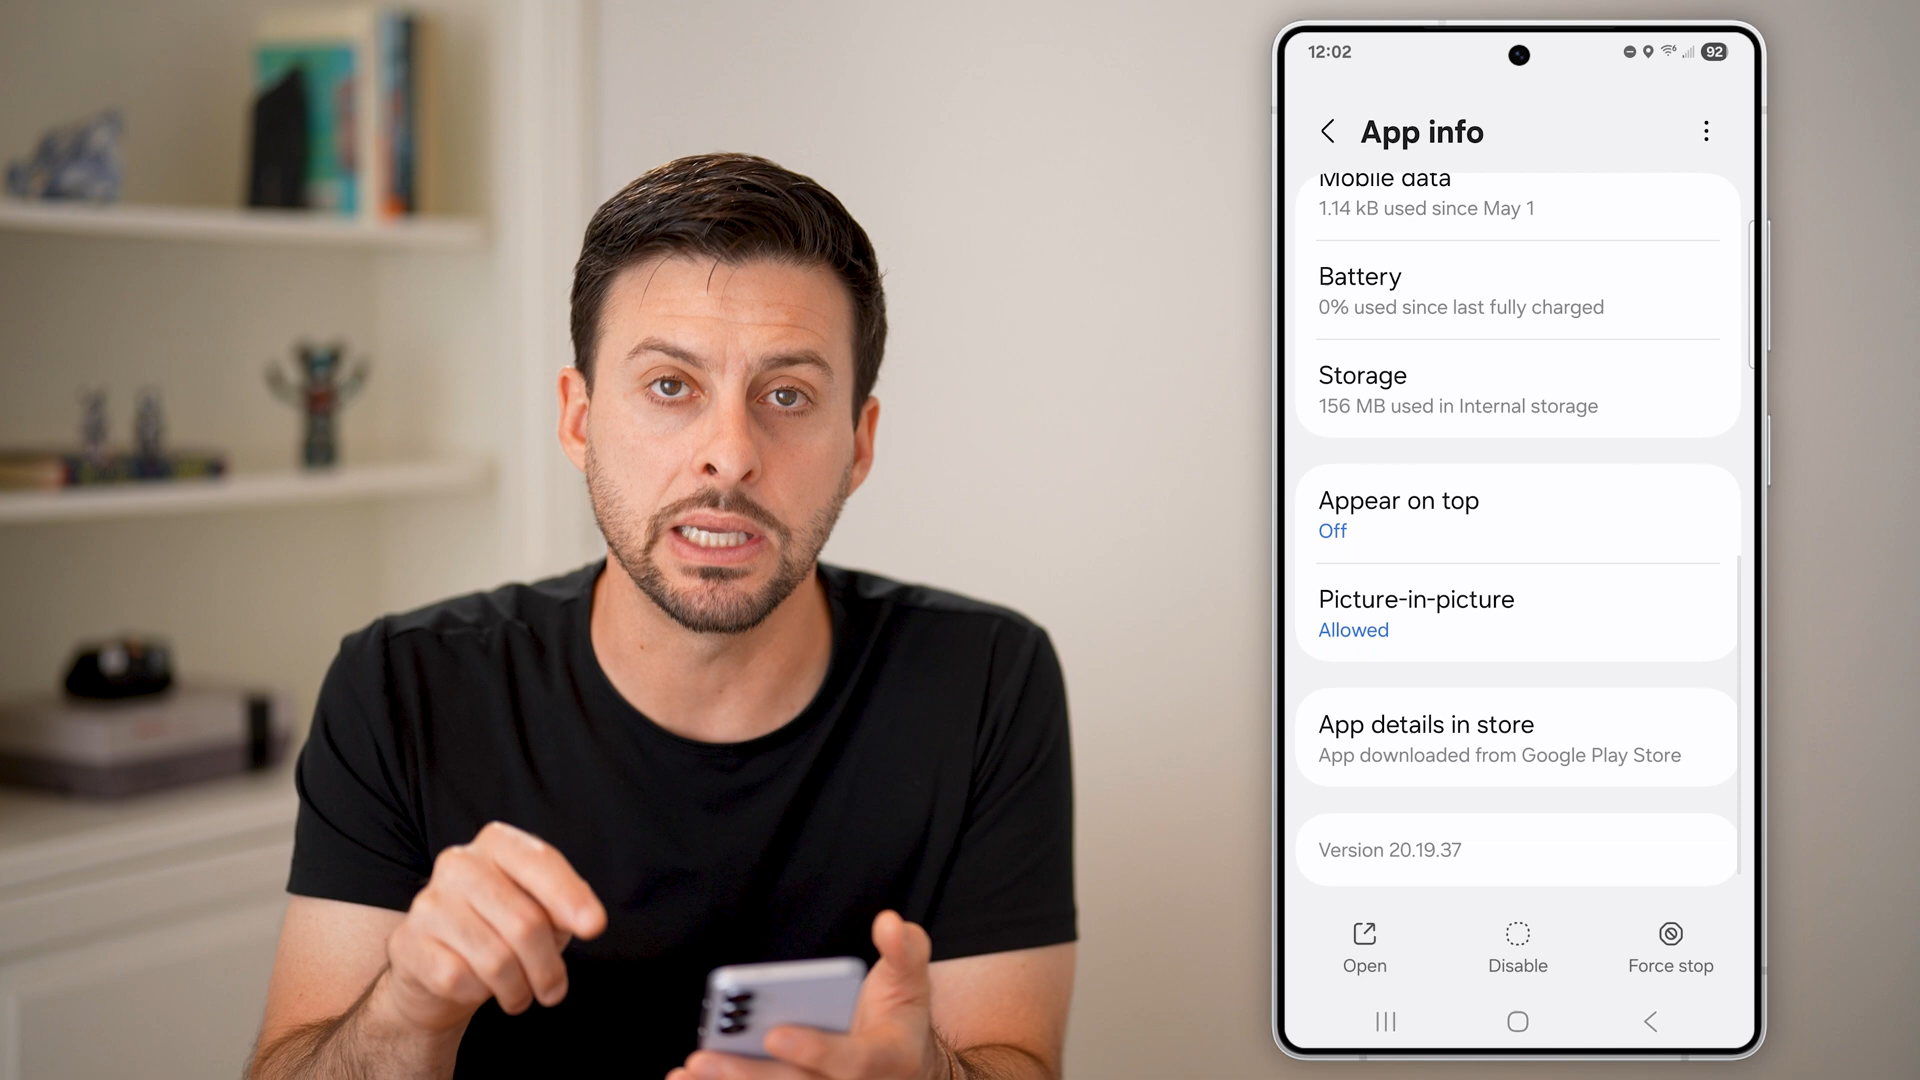 12:02
92
App info
Mobile data
1.14 kB used since May 1
Battery
0% used since last fully charged
Storage
156 MB used in Internal storage
Appear on top
Off
Picture-in-picture
Allowed
App details in store
App downloaded from Google Play Store
Version 20.19.37
Open
Disable
Force stop